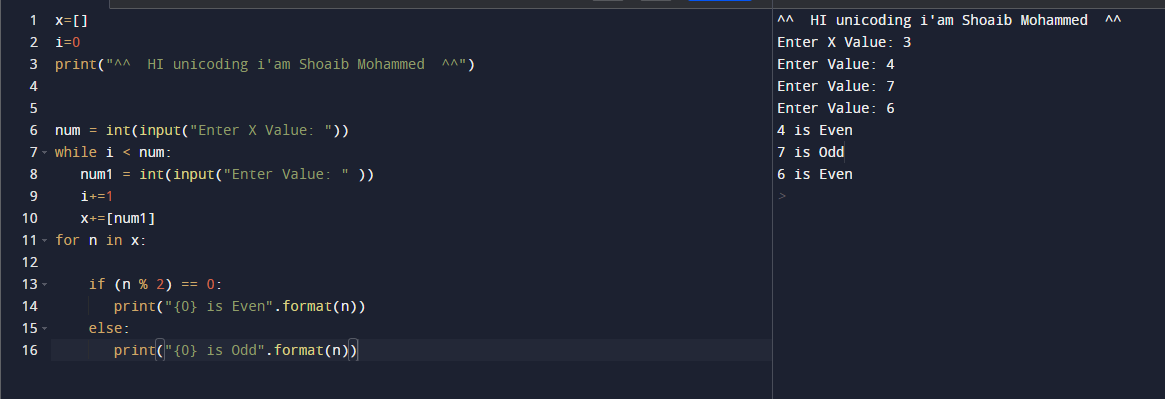 1 x=[]
2 i=0
3 print("^^  HI unicoding i'am Shoaib Mohammed  ^^")
4
5
6 num = int(input("Enter X Value: "))
7 while i < num:
8    num1 = int(input("Enter Value: " ))
9    i+=1
10    x+=[num1]
11 for n in x:
12
13     if (n % 2) == 0:
14        print("{0} is Even".format(n))
15     else:
16        print("{0} is Odd".format(n))
^^  HI unicoding i'am Shoaib Mohammed  ^^
Enter X Value: 3
Enter Value: 4
Enter Value: 7
Enter Value: 6
4 is Even
7 is Odd
6 is Even
>